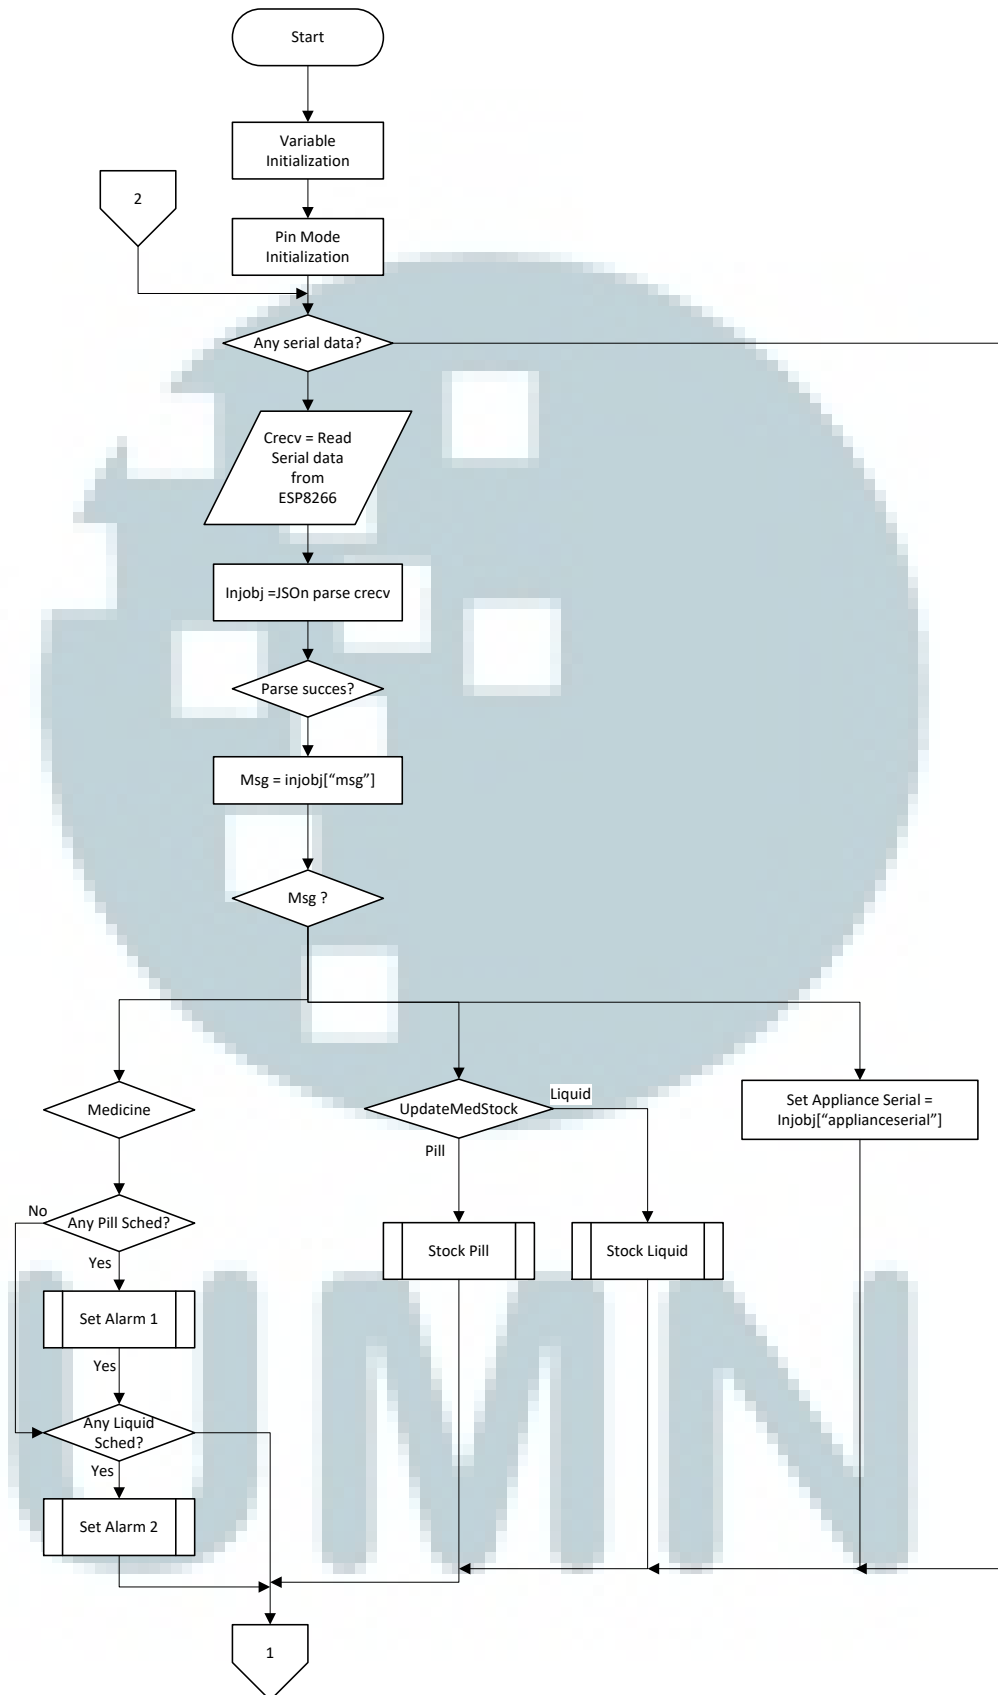 Start
Variable
Initialization
2
Pin Mode
Initialization
Any serial data?
Crecv = Read
Serial data
from
ESP8266
Injobj =JSOn parse crecv
Parse succes?
Msg = injobj[“msg”]
Msg ?
Medicine
UpdateMedStock
Liquid
Pill
Set Appliance Serial =
Injobj[“applianceserial”]
No
Any Pill Sched?
Yes
Stock Pill
Stock Liquid
Set Alarm 1
Yes
Any Liquid
Sched?
Yes
Set Alarm 2
1
UMN